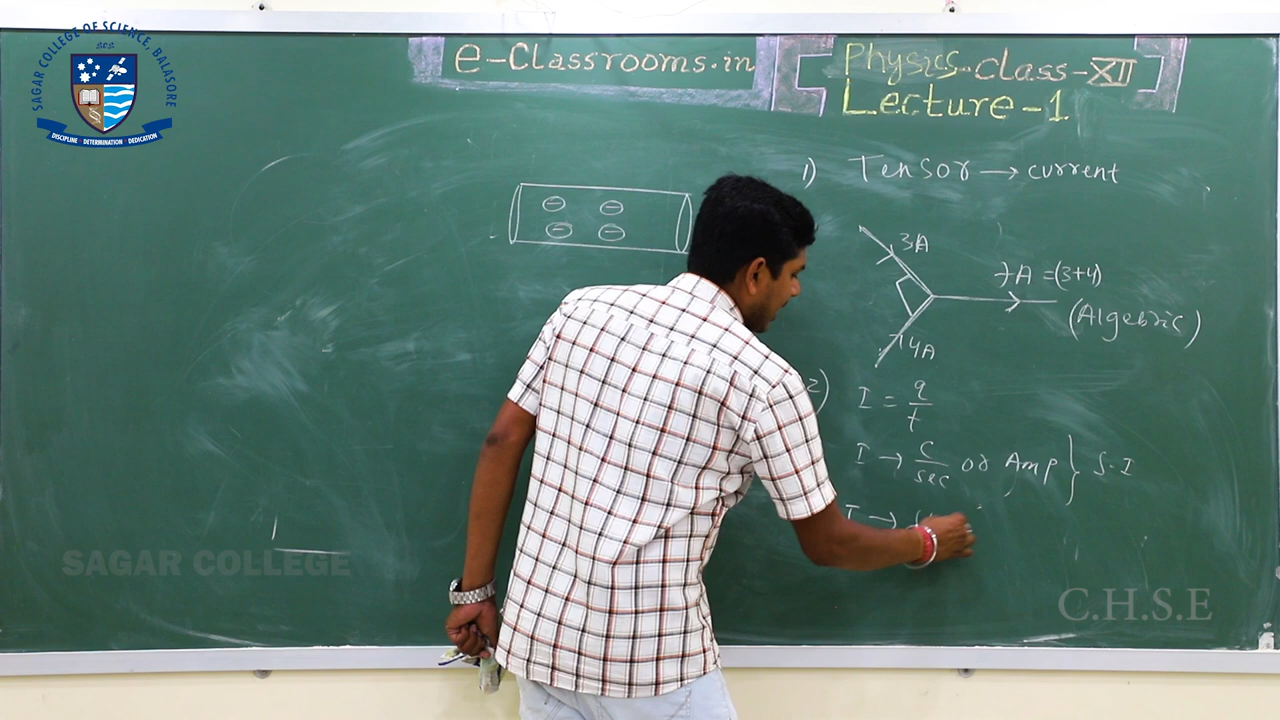 SAGAR COLLEGE OF SCIENCE, BALASORE
SCS
DISCIPLINE · DETERMINATION · DEDICATION
e-Classrooms.in
Physics-Class-XII
Lecture-1
1) Tensor → current
3A
7A = (3+4)
(Algebric)
4A
2) I = q/t
I → C/sec or Amp } S.I
I →
SAGAR COLLEGE
C.H.S.E